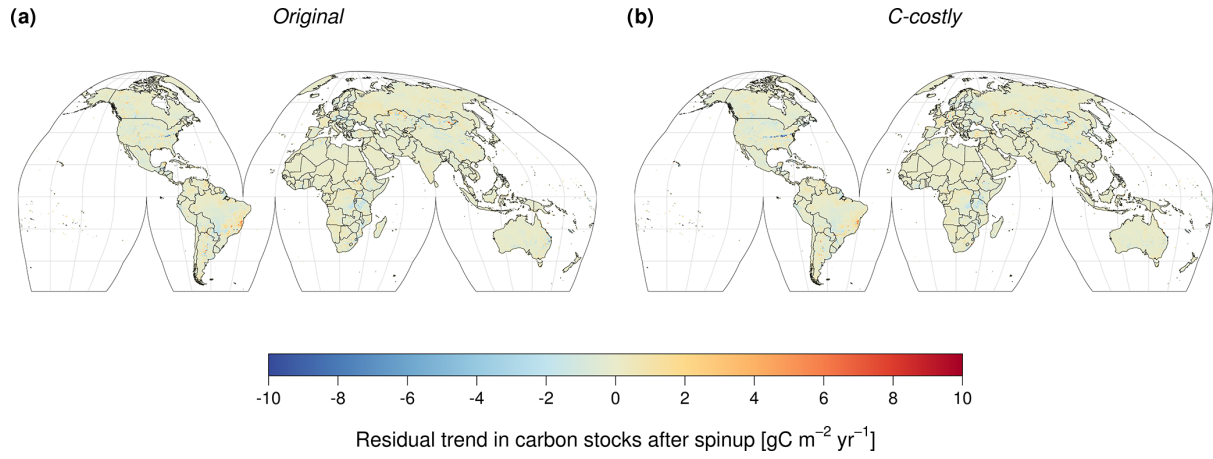 (a) Original (b) C-costly
-10 -8 -6 -4 -2 0 2 4 6 8 10
Residual trend in carbon stocks after spinup [gC m⁻² yr⁻¹]